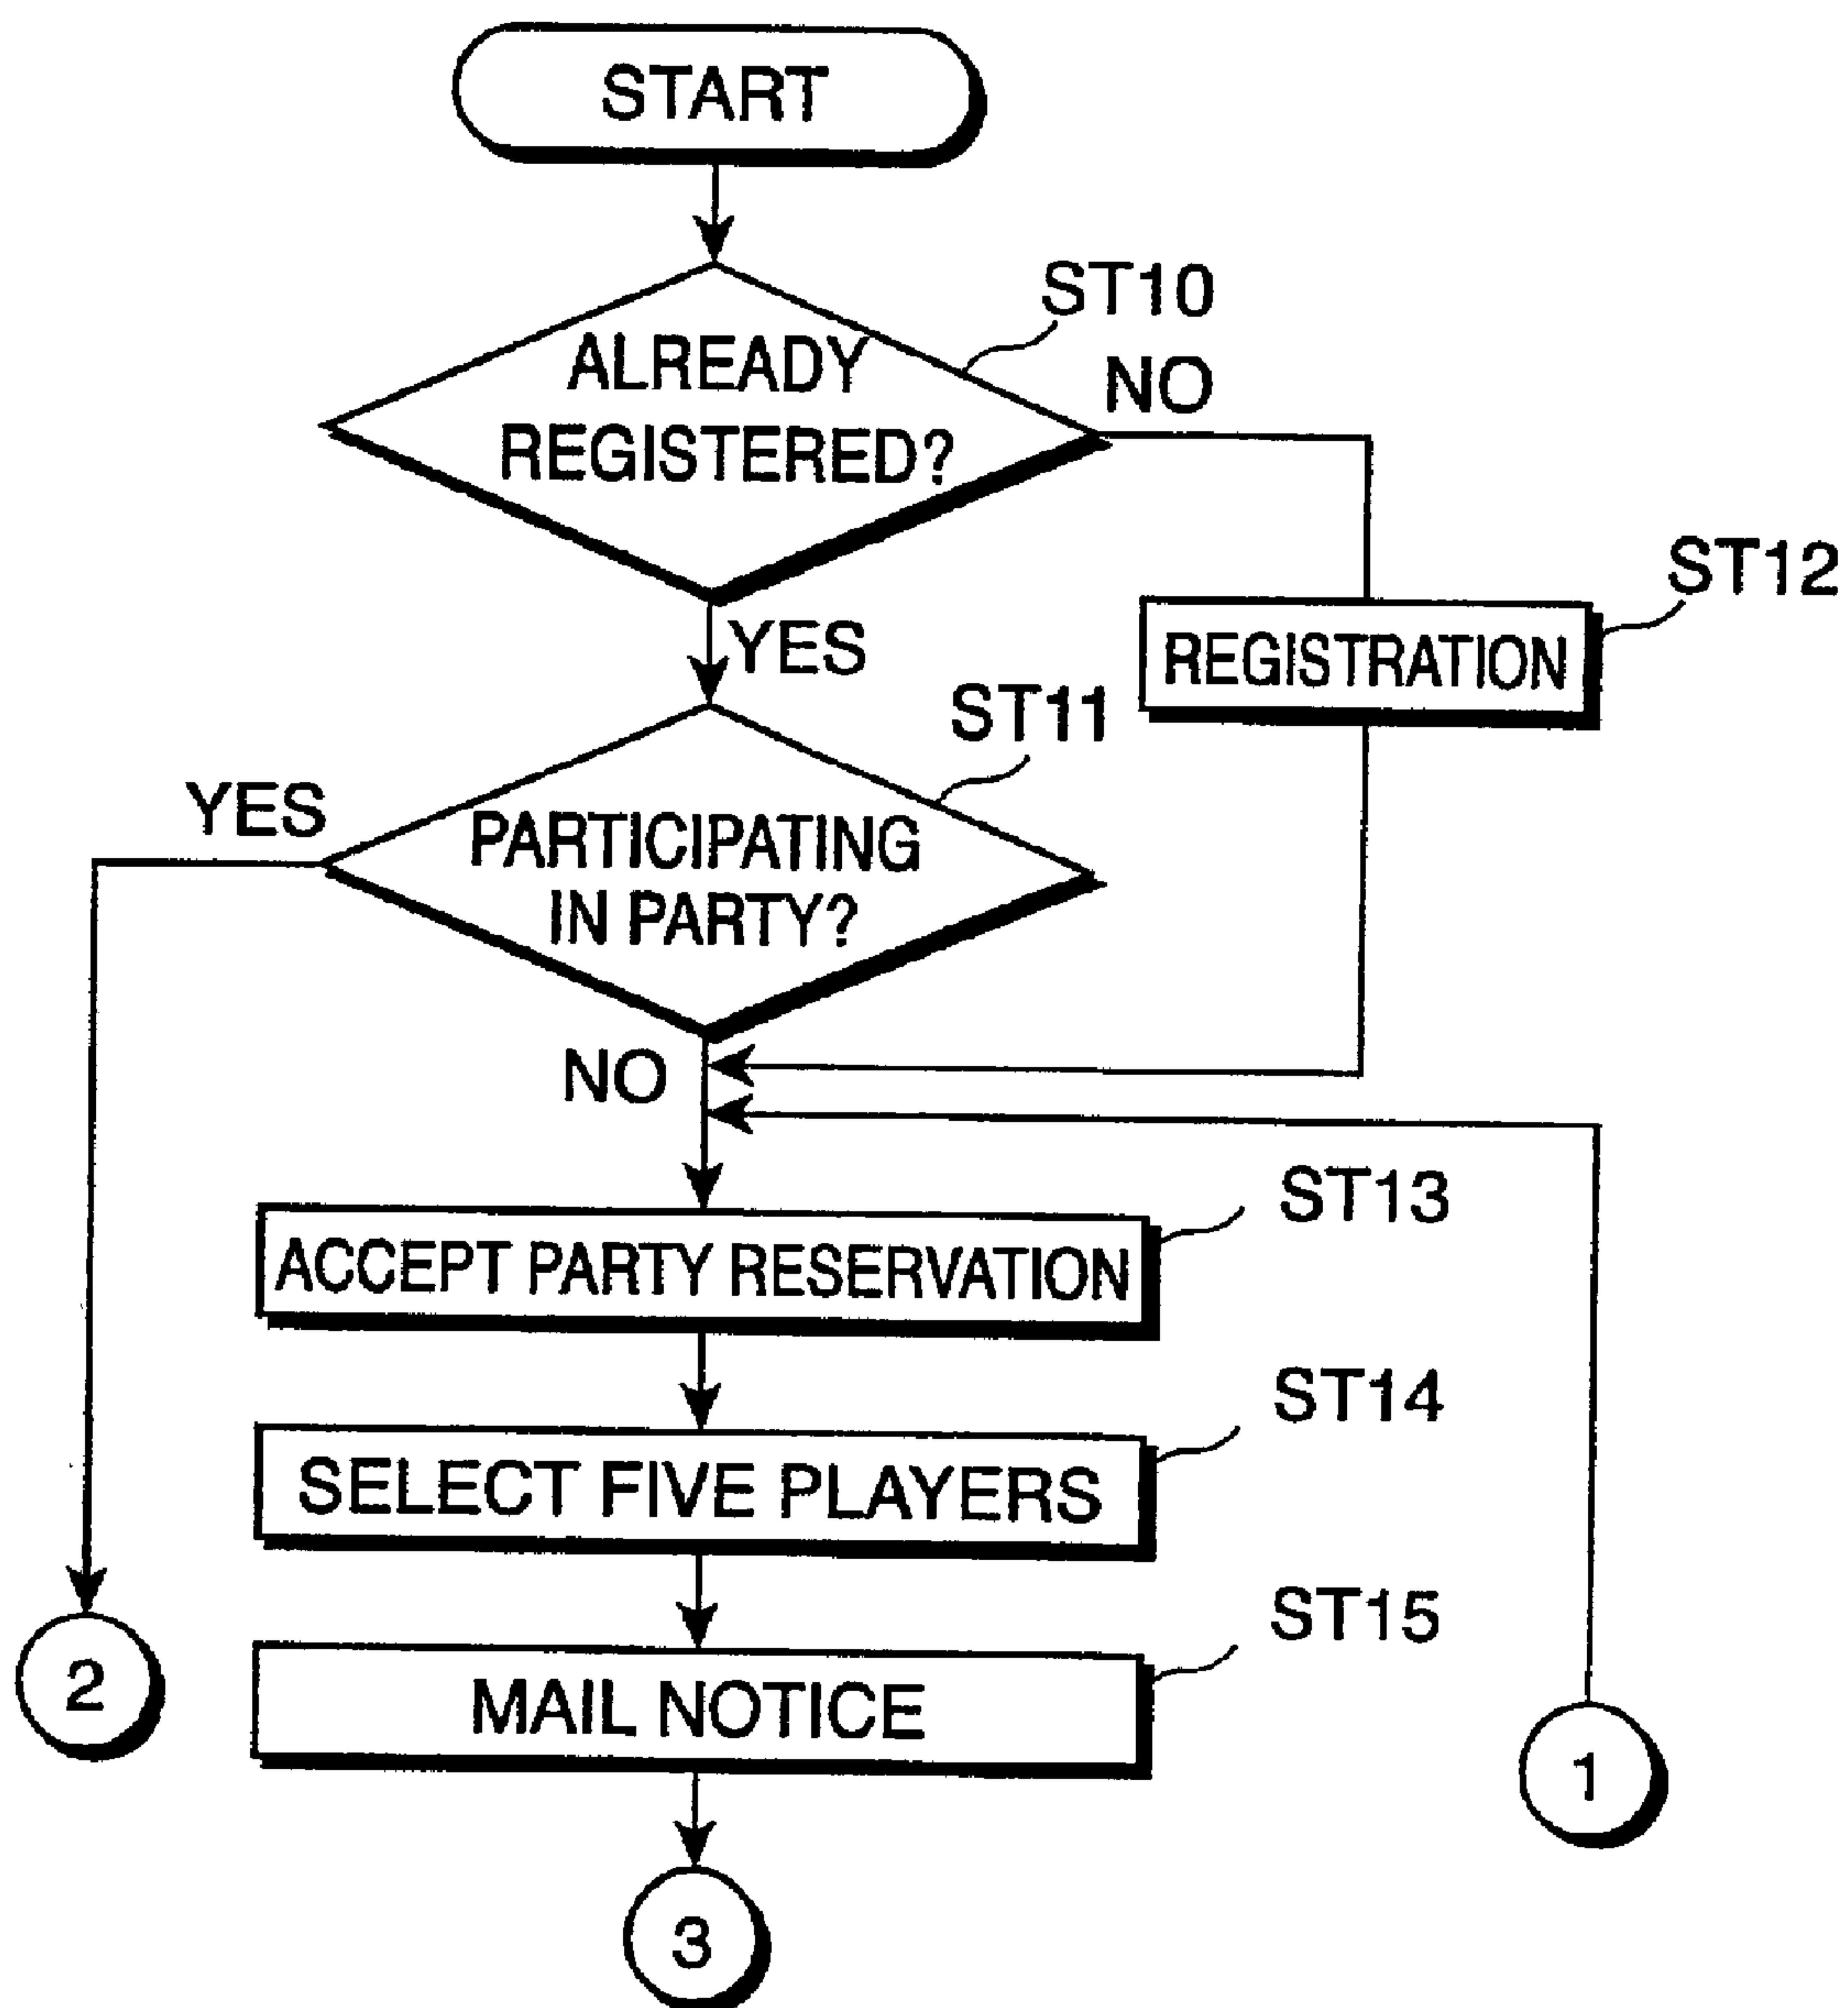 START
ST10
ALREADY
REGISTERED?
NO
ST12
REGISTRATION
YES
ST11
YES
PARTICIPATING
IN PARTY?
NO
ST13
ACCEPT PARTY RESERVATION
ST14
SELECT FIVE PLAYERS
ST15
MAIL NOTICE
2
1
3